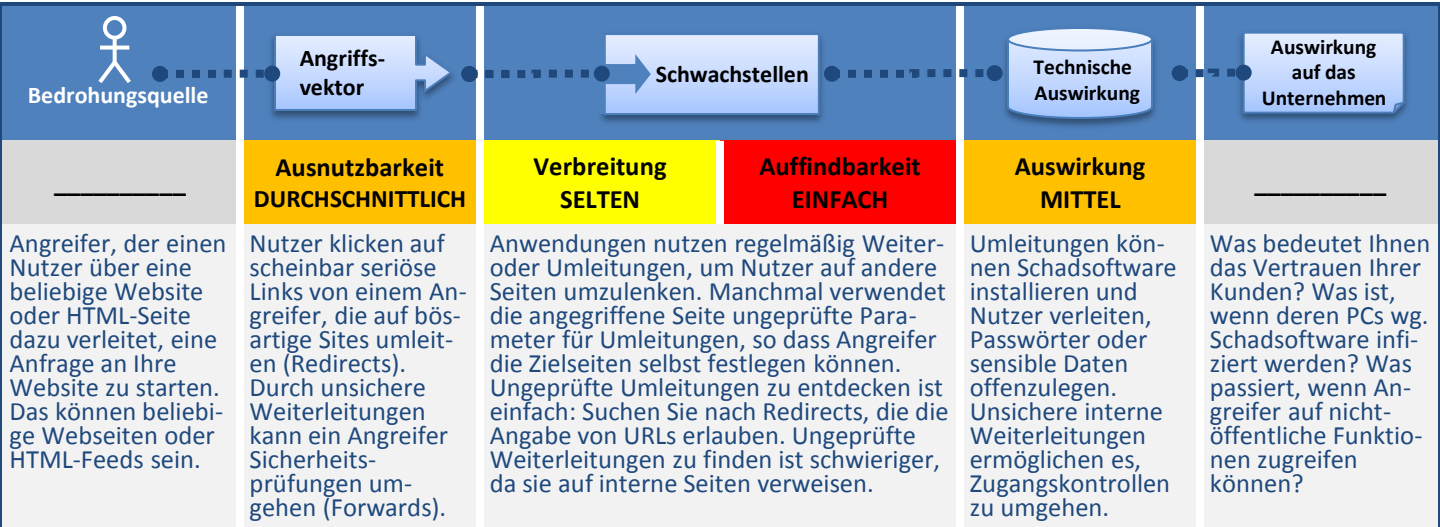 Bedrohungsquelle
Angriffs-
vektor
Schwachstellen
Technische
Auswirkung
Auswirkung
auf das
Unternehmen
__________
Ausnutzbarkeit
DURCHSCHNITTLICH
Verbreitung
SELTEN
Auffindbarkeit
EINFACH
Auswirkung
MITTEL
__________
Angreifer, der einen
Nutzer über eine
beliebige Website
oder HTML-Seite
dazu verleitet, eine
Anfrage an Ihre
Website zu starten.
Das können beliebi-
ge Webseiten oder
HTML-Feeds sein.
Nutzer klicken auf
scheinbar seriöse
Links von einem An-
greifer, die auf bös-
artige Sites umleit-
en (Redirects).
Durch unsichere
Weiterleitungen
kann ein Angreifer
Sicherheits-
prüfungen um-
gehen (Forwards).
Anwendungen nutzen regelmäßig Weiter-
oder Umleitungen, um Nutzer auf andere
Seiten umzulenken. Manchmal verwendet
die angegriffene Seite ungeprüfte Para-
meter für Umleitungen, so dass Angreifer
die Zielseiten selbst festlegen können.
Ungeprüfte Umleitungen zu entdecken ist
einfach: Suchen Sie nach Redirects, die die
Angabe von URLs erlauben. Ungeprüfte
Weiterleitungen zu finden ist schwieriger,
da sie auf interne Seiten verweisen.
Umleitungen kön-
nen Schadsoftware
installieren und
Nutzer verleiten,
Passwörter oder
sensible Daten
offenzulegen.
Unsichere interne
Weiterleitungen
ermöglichen es,
Zugangskontrollen
zu umgehen.
Was bedeutet Ihnen
das Vertrauen Ihrer
Kunden? Was ist,
wenn deren PCs wg.
Schadsoftware infi-
ziert werden? Was
passiert, wenn An-
greifer auf nicht-
öffentliche Funktio-
nen zugreifen
können?